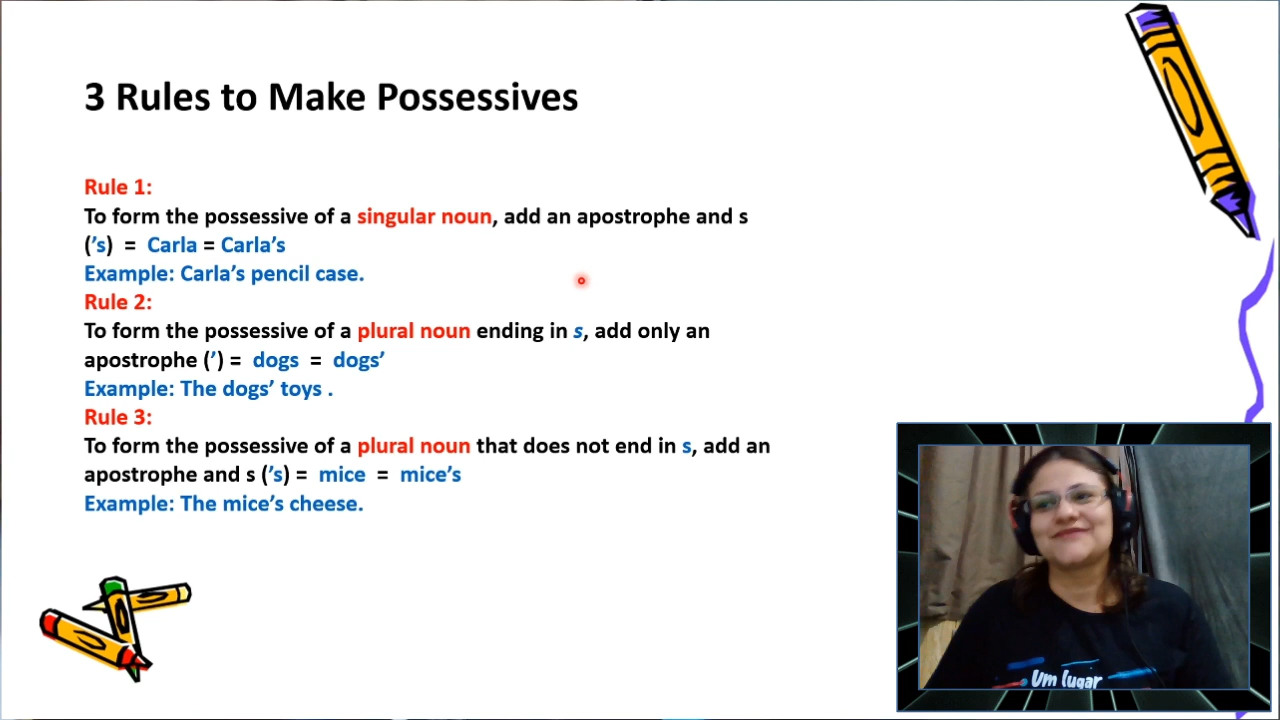 3 Rules to Make Possessives
Rule 1:
To form the possessive of a singular noun, add an apostrophe and s
(’s) = Carla = Carla’s
Example: Carla’s pencil case.
Rule 2:
To form the possessive of a plural noun ending in s, add only an
apostrophe (’) = dogs = dogs’
Example: The dogs’ toys .
Rule 3:
To form the possessive of a plural noun that does not end in s, add an
apostrophe and s (’s) = mice = mice’s
Example: The mice’s cheese.
Um lugar